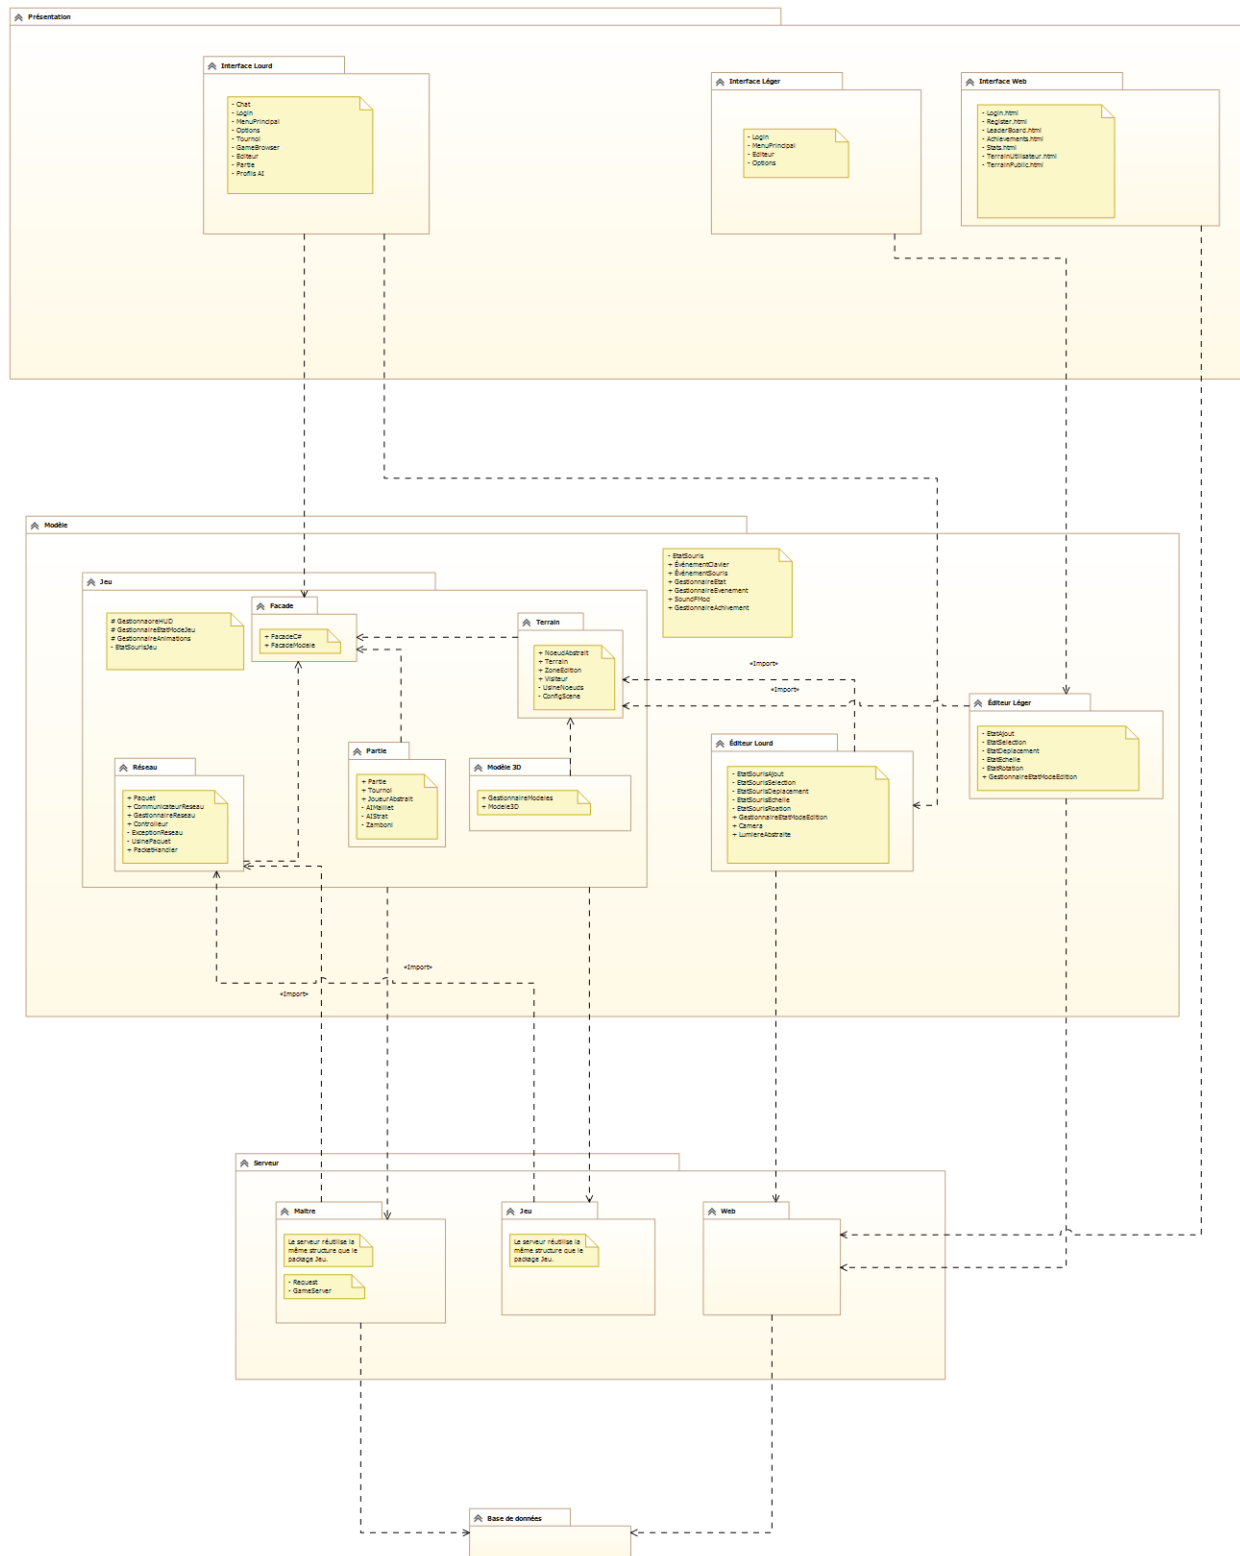 Présentation
Interface Lourd
- Chat
- Login
- MenuPrincipal
- Options
- Tournoi
- GameBrowser
- Editeur
- Partie
- Profils AI
Interface Léger
- Login
- MenuPrincipal
- Editeur
- Options
Interface Web
- Login.html
- Register.html
- LeaderBoard.html
- Achievements.html
- Stats.html
- TerrainUtilisateur.html
- TerrainPublic.html
Modèle
- EtatSouris
+ ÉvénementClavier
+ ÉvénementSouris
+ GestionnaireEtat
+ GestionnaireEvenement
+ SoundFMod
+ GestionnaireAchivement
Jeu
# GestionnaoreHUD
# GestionnaireEtatModeJeu
# GestionnaireAnimations
- EtatSourisJeu
Facade
+ FacadeC#
+ FacadeModele
Terrain
+ NoeudAbstrait
+ Terrain
+ ZoneEdition
+ Visiteur
- UsineNoeuds
- ConfigScene
«Import»
«Import»
Éditeur Léger
- EtatAjout
- EtatSelection
- EtatDeplacement
- EtatEchelle
- EtatRotation
+ GestionnaireEtatModeEdition
Éditeur Lourd
- EtatSourisAjout
- EtatSourisSelection
- EtatSourisDeplacement
- EtatSourisEchelle
- EtatSourisRoation
+ GestionnaireEtatModeEdition
+ Camera
+ LumiereAbstraite
Partie
+ Partie
+ Tournoi
+ JoueurAbstrait
- AIMaillet
- AIStrat
- Zamboni
Modèle 3D
+ GestionnaireModeles
+ Modele3D
Réseau
+ Paquet
+ CommunicateurReseau
+ GestionnaireReseau
+ Controlleur
- ExceptionReseau
- UsinePaquet
+ PacketHandler
«Import»
«Import»
Serveur
Maitre
Le serveur réutilise la
même structure que le
package Jeu.
- Request
- GameServer
Jeu
Le serveur réutilise la
même structure que le
package Jeu.
Web
Base de données